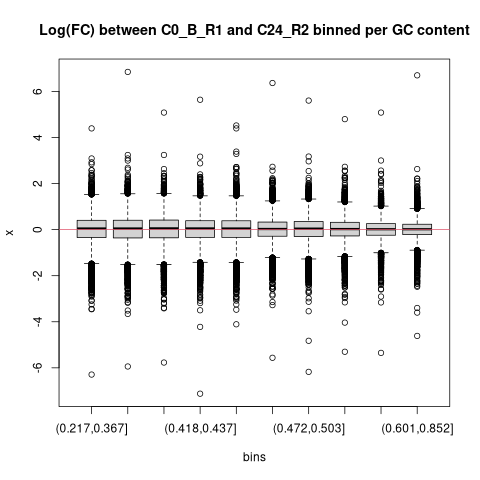 Log(FC) between C0_B_R1 and C24_R2 binned per GC content
6
4
2
0
-2
-4
-6
x
(0.217,0.367] (0.418,0.437] (0.472,0.503] (0.601,0.852]
bins